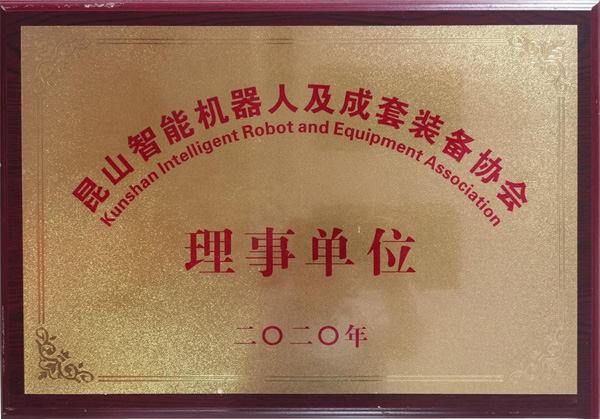 昆山智能机器人及成套装备协会
Kunshan Intelligent Robot and Equipment Association
理事单位
二〇二〇年